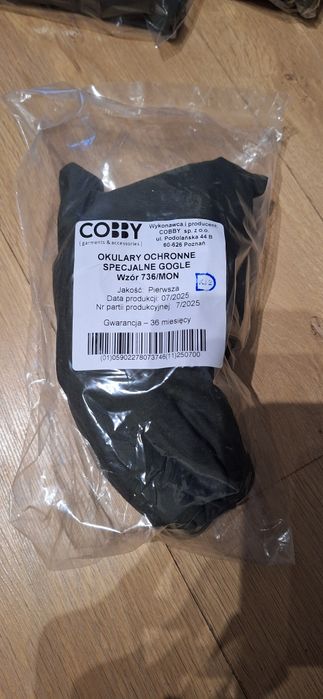 COBBY
( garments & accessories )
Wykonawca i producent:
COBBY sp. z o.o.
ul. Podolańska 44 B
60-626 Poznań
OKULARY OCHRONNE
SPECJALNE GOGLE
Wzór 736/MON
Jakość: Pierwsza
Data produkcji: 07/2025
Nr partii produkcyjnej: 7/2025
Gwarancja – 36 miesięcy
(01)05902278073746(11)250700